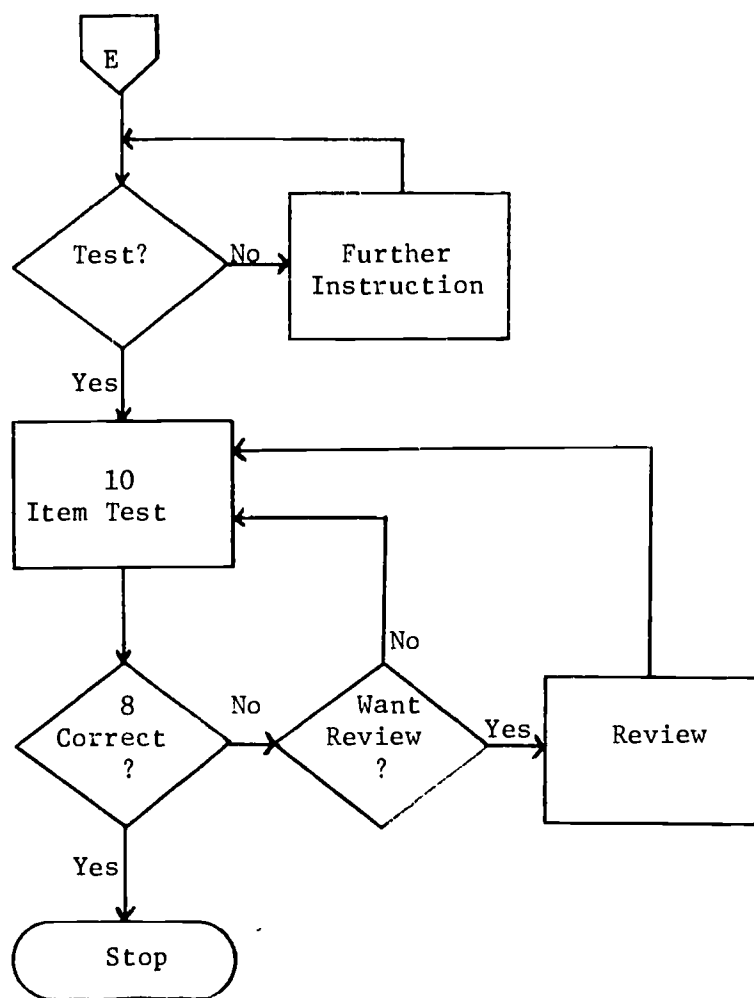 E
Test?
No
Further
Instruction
Yes
10
Item Test
No
8
Correct
?
No
Want
Review
?
Yes
Review
Yes
Stop